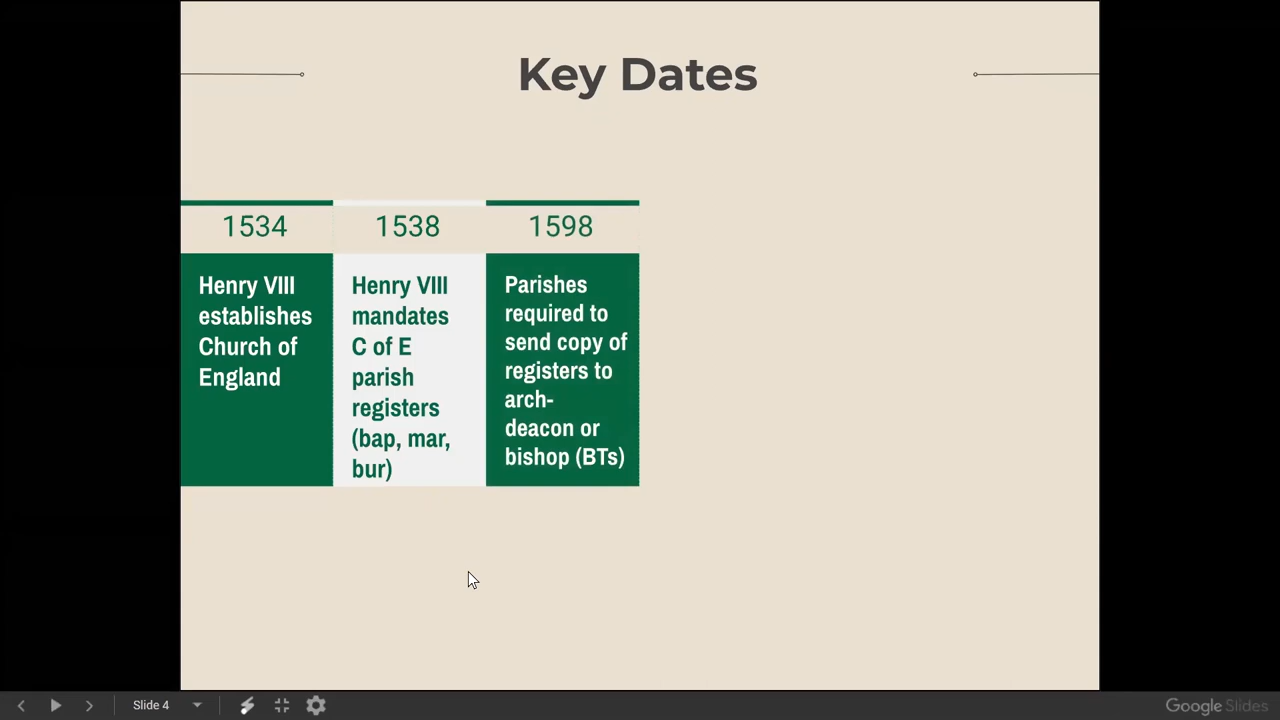 Key Dates
1534
Henry VIII
establishes
Church of
England
1538
Henry VIII
mandates
C of E
parish
registers
(bap, mar,
bur)
1598
Parishes
required to
send copy of
registers to
arch-
deacon or
bishop (BTs)
Slide 4
Google Slides